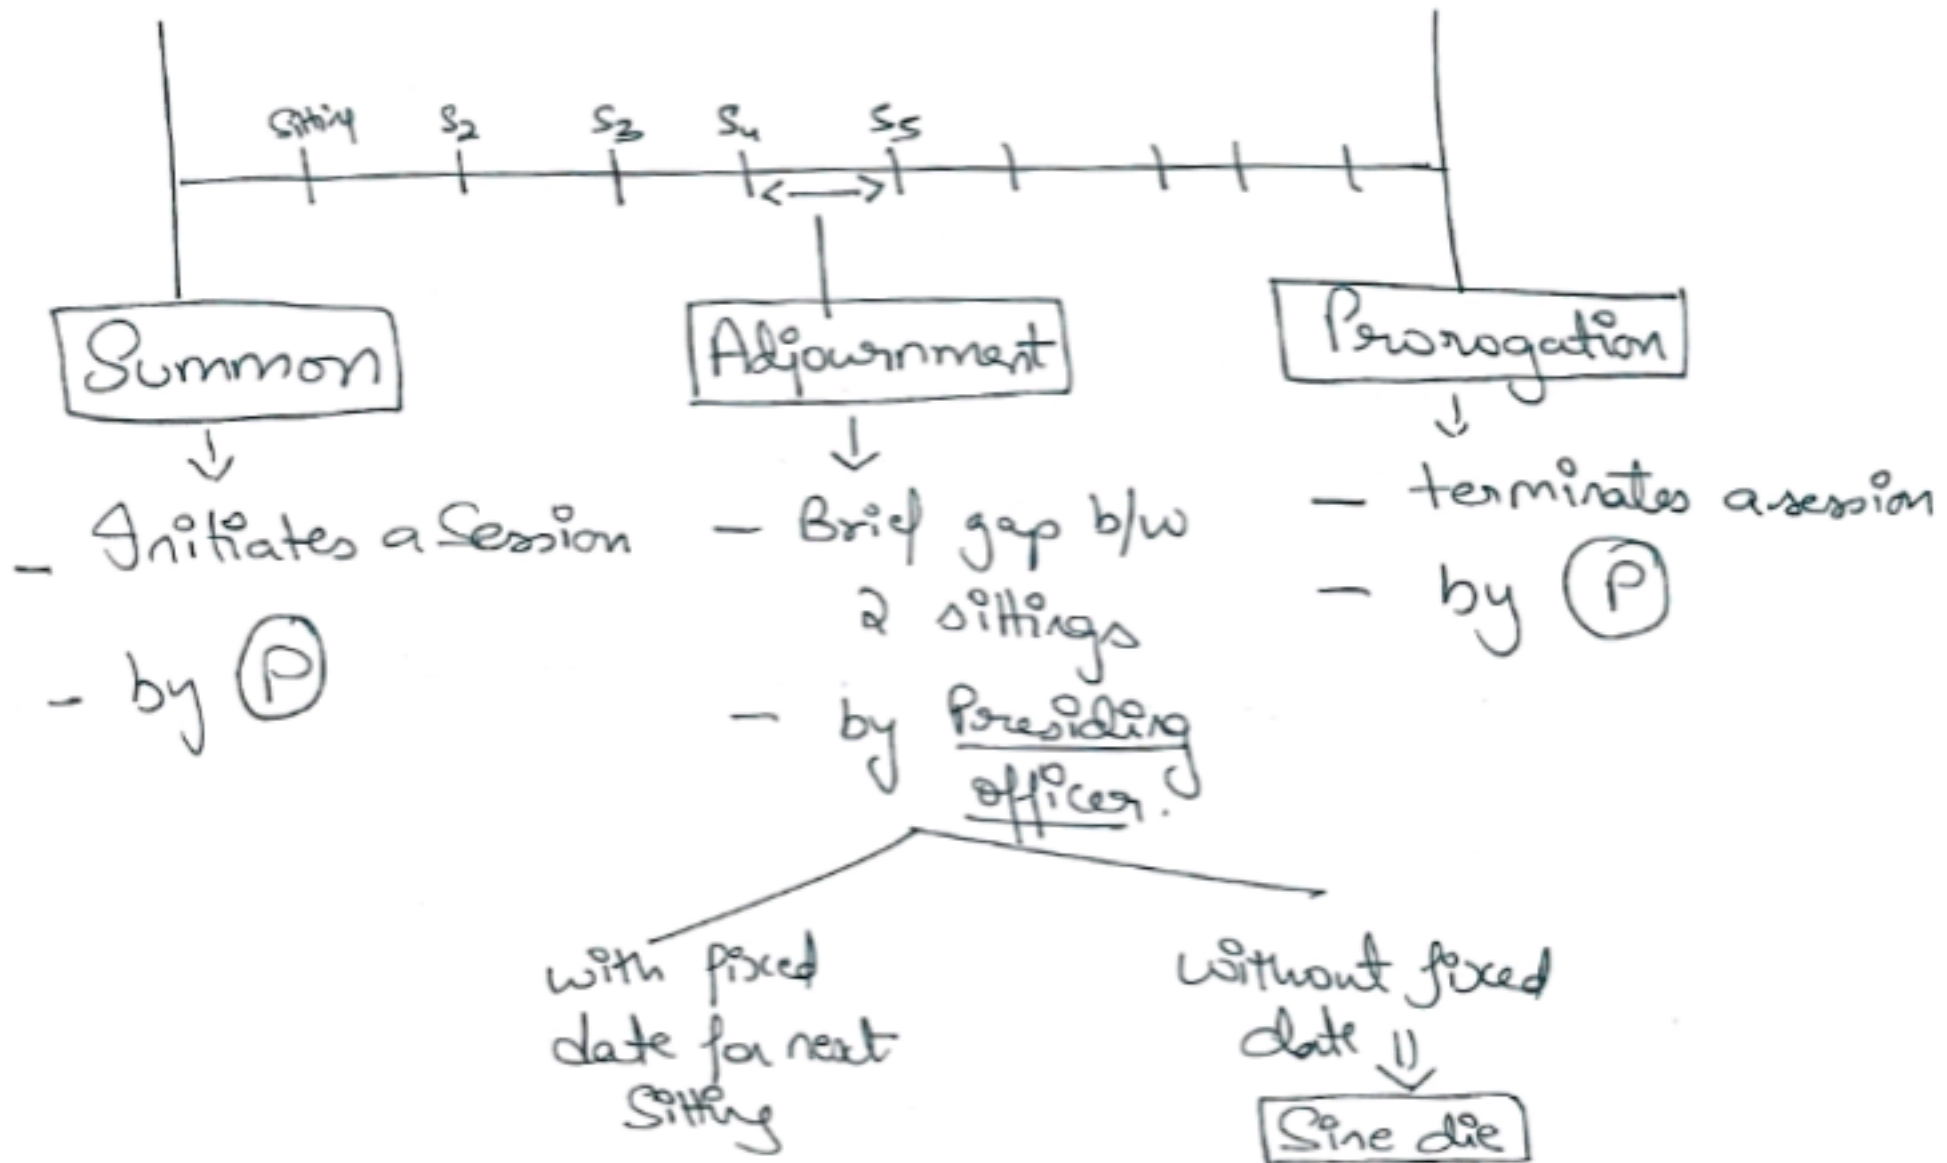 Sitting S2 S3 S4 S5
Summon
- Initiates a Session
- by P
Adjournment
- Brief gap b/w
2 sittings
- by Presiding
officer.
with fixed
date for next
Sitting
without fixed
date
Sine die
Prorogation
- terminates a session
- by P